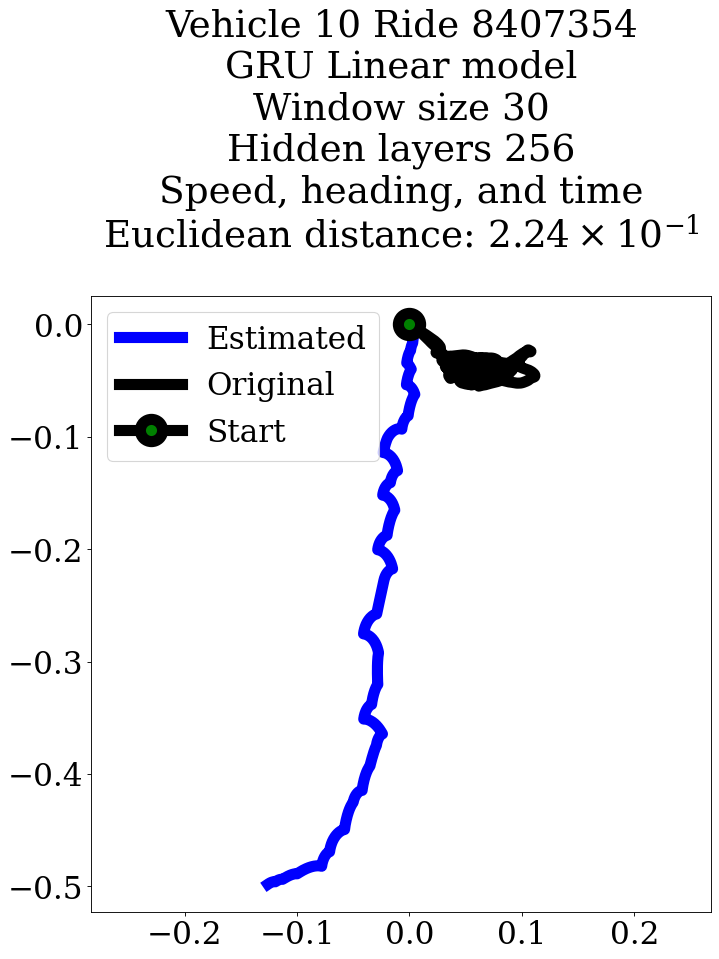 Vehicle 10 Ride 8407354
GRU Linear model
Window size 30
Hidden layers 256
Speed, heading, and time
Euclidean distance: 2.24 × 10⁻¹
Estimated
Original
Start
0.0
−0.1
−0.2
−0.3
−0.4
−0.5
−0.2 −0.1 0.0 0.1 0.2